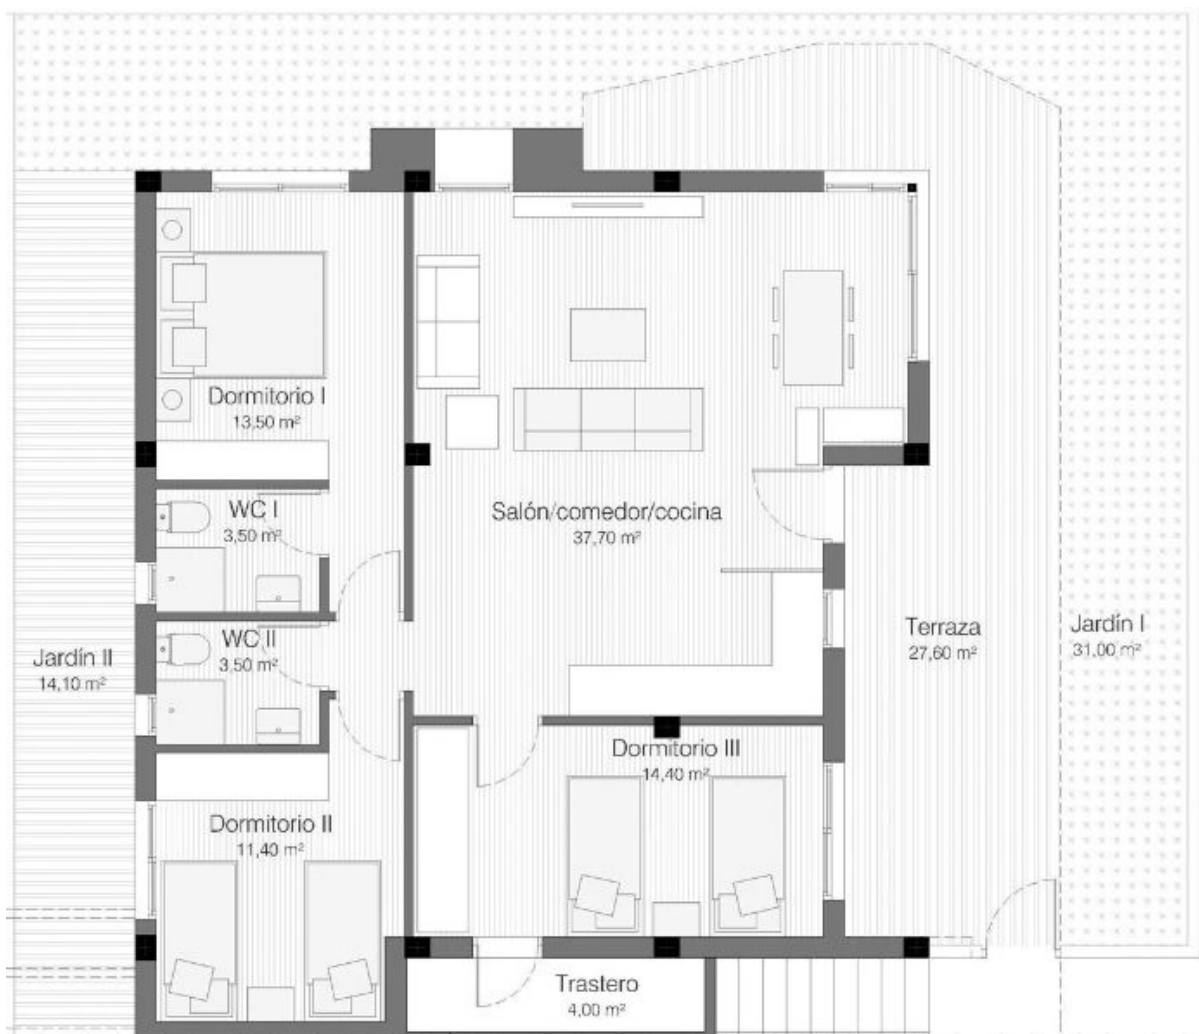 Dormitorio I
13,50 m²
WC I
3,50 m²
Salón/comedor/cocina
37,70 m²
WC II
3,50 m²
Jardín II
14,10 m²
Terraza
27,60 m²
Jardín I
31,00 m²
Dormitorio III
14,40 m²
Dormitorio II
11,40 m²
Trastero
4,00 m²